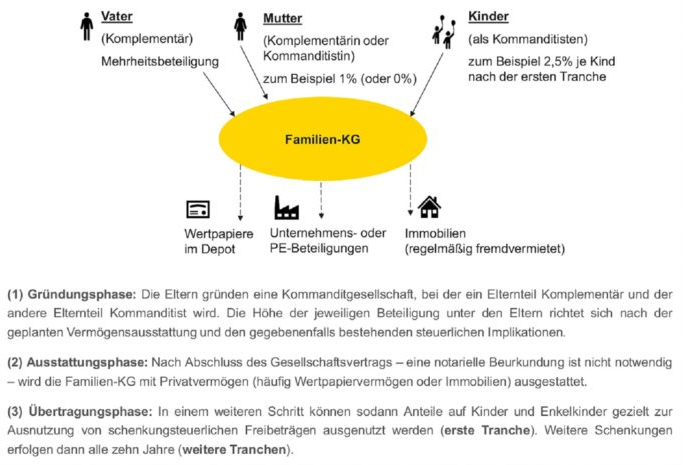 Vater
(Komplementär)
Mehrheitsbeteiligung
Mutter
(Komplementärin oder
Kommanditistin)
zum Beispiel 1% (oder 0%)
Kinder
(als Kommanditisten)
zum Beispiel 2,5% je Kind
nach der ersten Tranche
Familien-KG
Wertpapiere
im Depot
Unternehmens- oder
PE-Beteiligungen
Immobilien
(regelmäßig fremdvermietet)
(1) Gründungsphase: Die Eltern gründen eine Kommanditgesellschaft, bei der ein Elternteil Komplementär und der
andere Elternteil Kommanditist wird. Die Höhe der jeweiligen Beteiligung unter den Eltern richtet sich nach der
geplanten Vermögensausstattung und den gegebenenfalls bestehenden steuerlichen Implikationen.
(2) Ausstattungsphase: Nach Abschluss des Gesellschaftsvertrags – eine notarielle Beurkundung ist nicht notwendig
– wird die Familien-KG mit Privatvermögen (häufig Wertpapiervermögen oder Immobilien) ausgestattet.
(3) Übertragungsphase: In einem weiteren Schritt können sodann Anteile auf Kinder und Enkelkinder gezielt zur
Ausnutzung von schenkungsteuerlichen Freibeträgen ausgenutzt werden (erste Tranche). Weitere Schenkungen
erfolgen dann alle zehn Jahre (weitere Tranchen).